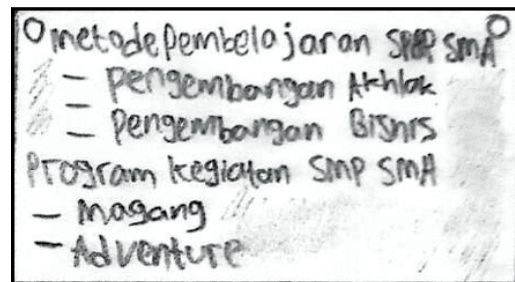 metode pembelajaran SMP SMA
- Pengembangan Akhlak
- Pengembangan Bisnis
Program kegiatan SMP SMA
- Magang
- Adventure